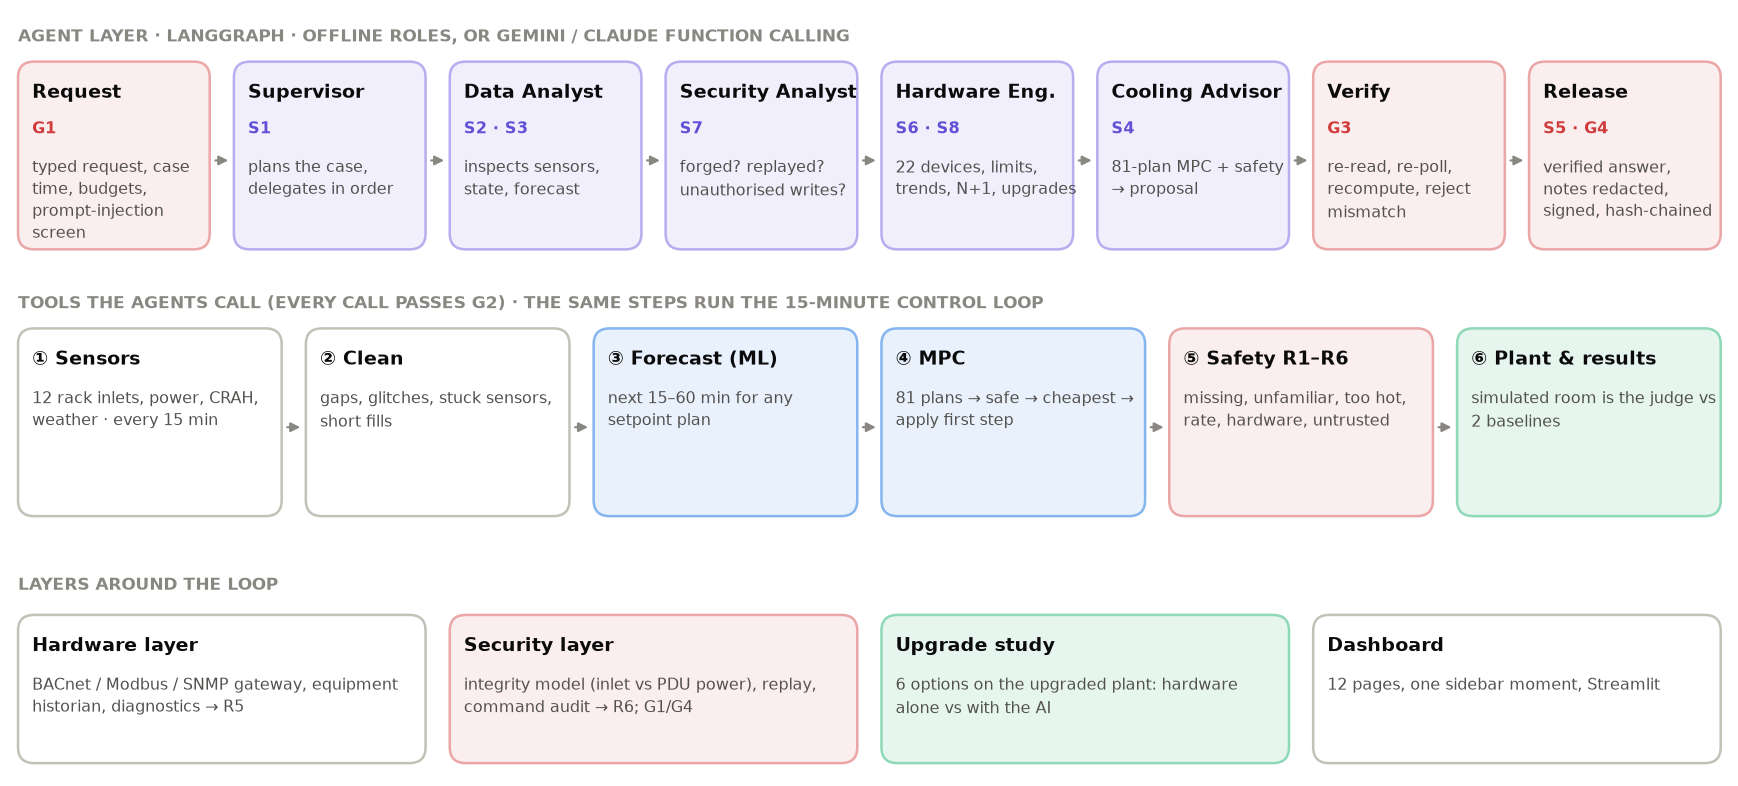 AGENT LAYER · LANGGRAPH · OFFLINE ROLES, OR GEMINI / CLAUDE FUNCTION CALLING
Request
G1
typed request, case
time, budgets,
prompt-injection
screen
Supervisor
S1
plans the case,
delegates in order
Data Analyst
S2 · S3
inspects sensors,
state, forecast
Security Analyst
S7
forged? replayed?
unauthorised writes?
Hardware Eng.
S6 · S8
22 devices, limits,
trends, N+1, upgrades
Cooling Advisor
S4
81-plan MPC + safety
→ proposal
Verify
G3
re-read, re-poll,
recompute, reject
mismatch
Release
S5 · G4
verified answer,
notes redacted,
signed, hash-chained
TOOLS THE AGENTS CALL (EVERY CALL PASSES G2) · THE SAME STEPS RUN THE 15-MINUTE CONTROL LOOP
① Sensors
12 rack inlets, power, CRAH,
weather · every 15 min
② Clean
gaps, glitches, stuck sensors,
short fills
③ Forecast (ML)
next 15–60 min for any
setpoint plan
④ MPC
81 plans → safe → cheapest →
apply first step
⑤ Safety R1–R6
missing, unfamiliar, too hot,
rate, hardware, untrusted
⑥ Plant & results
simulated room is the judge vs
2 baselines
LAYERS AROUND THE LOOP
Hardware layer
BACnet / Modbus / SNMP gateway, equipment
historian, diagnostics → R5
Security layer
integrity model (inlet vs PDU power), replay,
command audit → R6; G1/G4
Upgrade study
6 options on the upgraded plant: hardware
alone vs with the AI
Dashboard
12 pages, one sidebar moment, Streamlit